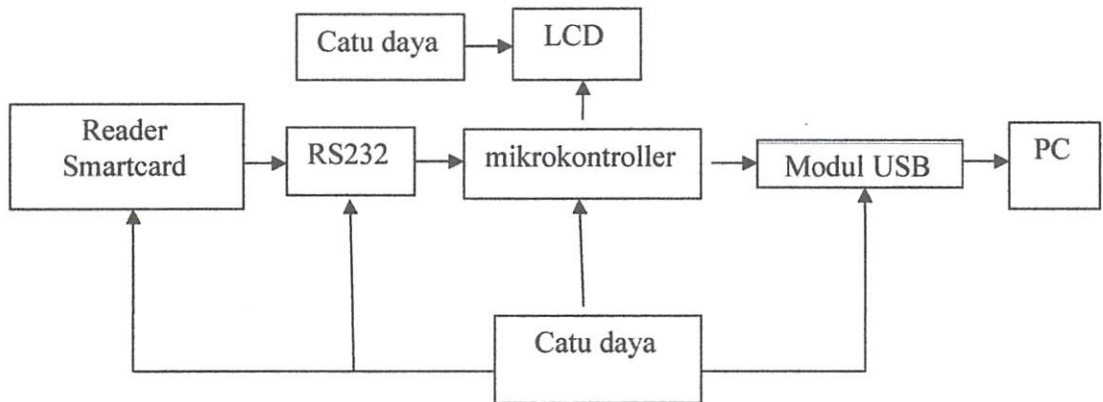 Catu daya
LCD
Reader
Smartcard
RS232
mikrokontroller
Modul USB
PC
Catu daya